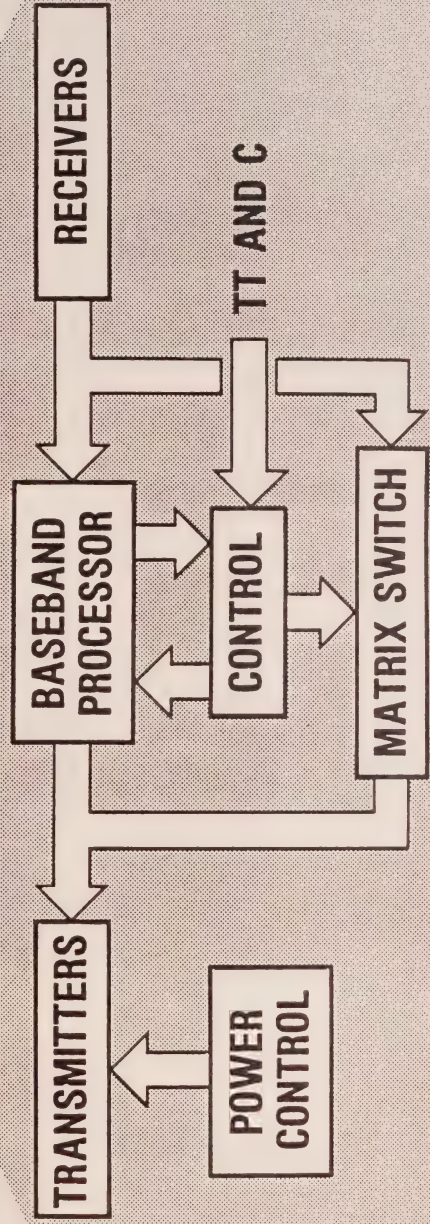 RECEIVERS
TT AND C
BASEBAND
PROCESSOR
CONTROL
MATRIX SWITCH
TRANSMITTERS
POWER
CONTROL